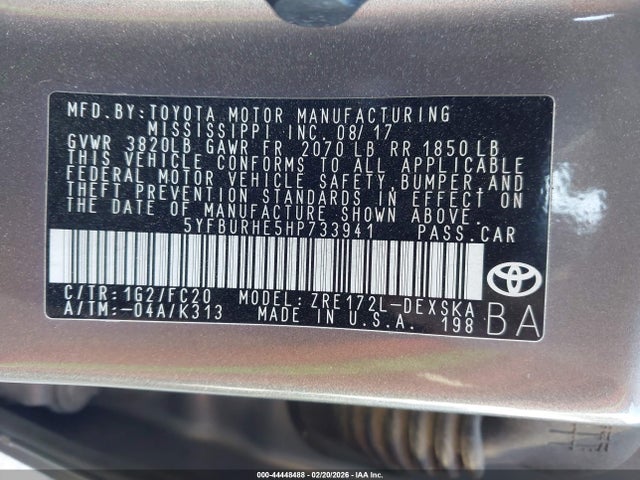 MFD.BY:TOYOTA MOTOR MANUFACTURING
MISSISSIPPI INC. 08/17
GVWR 3820LB GAWR FR 2070 LB RR 1850 LB
THIS VEHICLE CONFORMS TO ALL APPLICABLE
FEDERAL MOTOR VEHICLE SAFETY, BUMPER, AND
THEFT PREVENTION STANDARDS IN EFFECT ON
THE DATE OF MANUFACTURE SHOWN ABOVE.
5YFBURHE5HP733941 PASS.CAR
C/TR:1G2/FC20 MODEL: ZRE172L-DEXSKA
A/TM:-04A/K313 MADE IN U.S.A. 198 BA
000-44448488 - 02/20/2026 - IAAI.CA